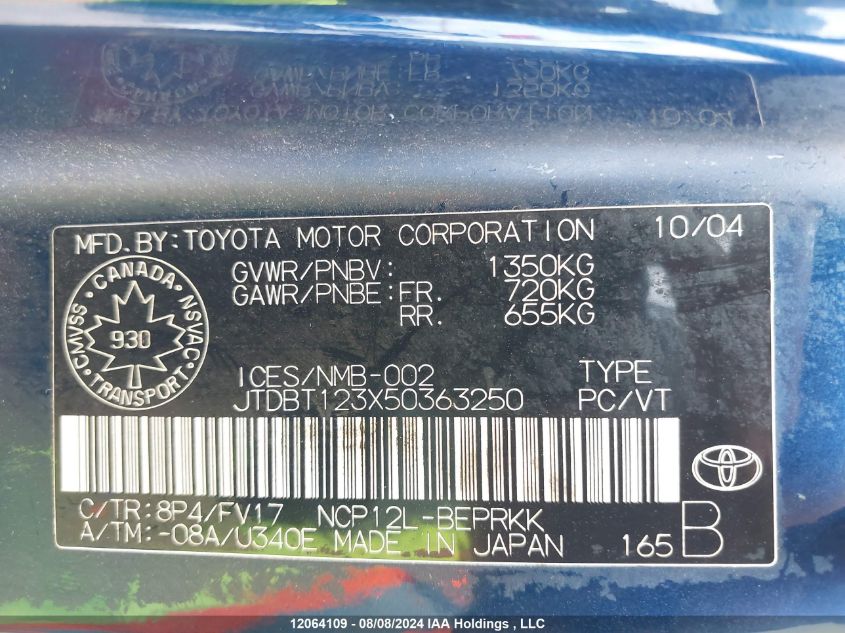 MFD.BY:TOYOTA MOTOR CORPORATION 10/04
GVWR/PNBV: 1350KG
GAWR/PNBE:FR. 720KG
RR. 655KG
CANADA
CMVSS NSVAC
930
TRANSPORT
ICES/NMB-002 TYPE
JTDBT123X50363250 PC/VT
C/TR:8P4/FV17 NCP12L-BEPRKK
A/TM:-08A/U340E MADE IN JAPAN 165 B
12064109 - 08/08/2024 IAA Holdings , LLC